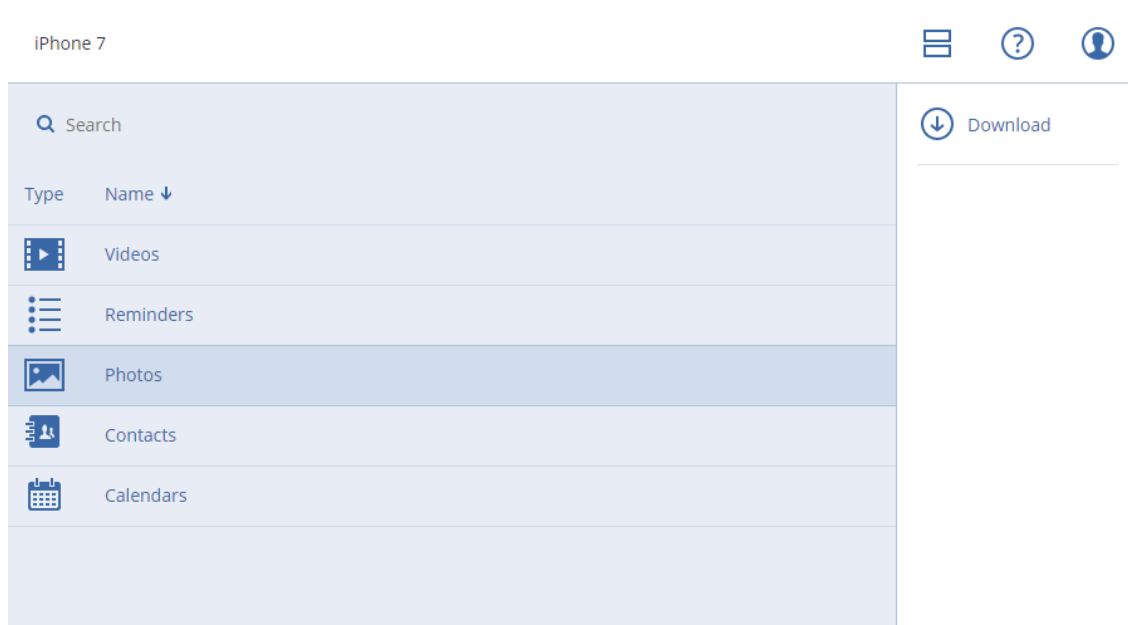 iPhone 7
Search
Download
Type Name
Videos
Reminders
Photos
Contacts
Calendars